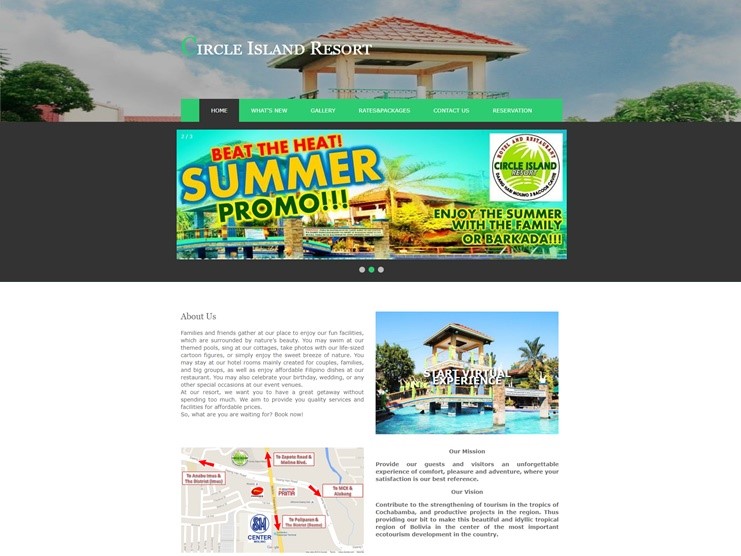 CIRCLE ISLAND RESORT
HOME
WHAT'S NEW
GALLERY
RATES&PACKAGES
CONTACT US
RESERVATION
BEAT THE HEAT!
SUMMER
PROMO!!!
HOTEL AND RESTAURANT
CIRCLE ISLAND
RESORT
ENJOY THE SUMMER
WITH THE FAMILY
OR BARKADA!!!
About Us
Families and friends gather at our place to enjoy our fun facilities,
which are surrounded by nature's beauty. You may swim at our
themed pools, sing at our cottages, take photos with our life-sized
cartoon figures, or simply enjoy the sweet breeze of nature. You
may stay at our hotel rooms mainly created for couples, families,
and big groups, as well as enjoy affordable Filipino dishes at our
restaurant. You may also celebrate your birthday, wedding, or any
other special occasions at our event venues.
At our resort, we want you to have a great getaway without
spending too much. We aim to provide you quality services and
facilities for affordable prices.
So, what are you are waiting for? Book now!
START VIRTUAL
EXPERIENCE
To Zapote Road &
Molino Blvd.
To Anabu Imus &
The District (Imus)
To MCX &
Alabang
To Paliparan &
The District (Dasma)
SM
CENTER
Our Mission
Provide our guests and visitors an unforgettable
experience of comfort, pleasure and adventure, where your
satisfaction is our best reference.
Our Vision
Contribute to the strengthening of tourism in the tropics of
Cochabamba, and productive projects in the region. Thus
providing our bit to make this beautiful and idyllic tropical
region of Bolivia in the center of the most important
ecotourism development in the country.